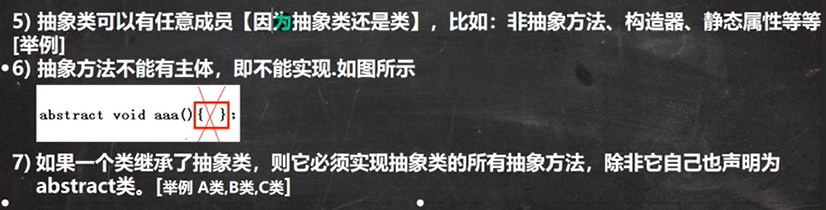 5) 抽象类可以有任意成员【因为抽象类还是类】，比如：非抽象方法、构造器、静态属性等等
[举例]
6) 抽象方法不能有主体，即不能实现.如图所示
abstract void aaa(){ };
7) 如果一个类继承了抽象类，则它必须实现抽象类的所有抽象方法，除非它自己也声明为
abstract类。[举例 A类,B类,C类]